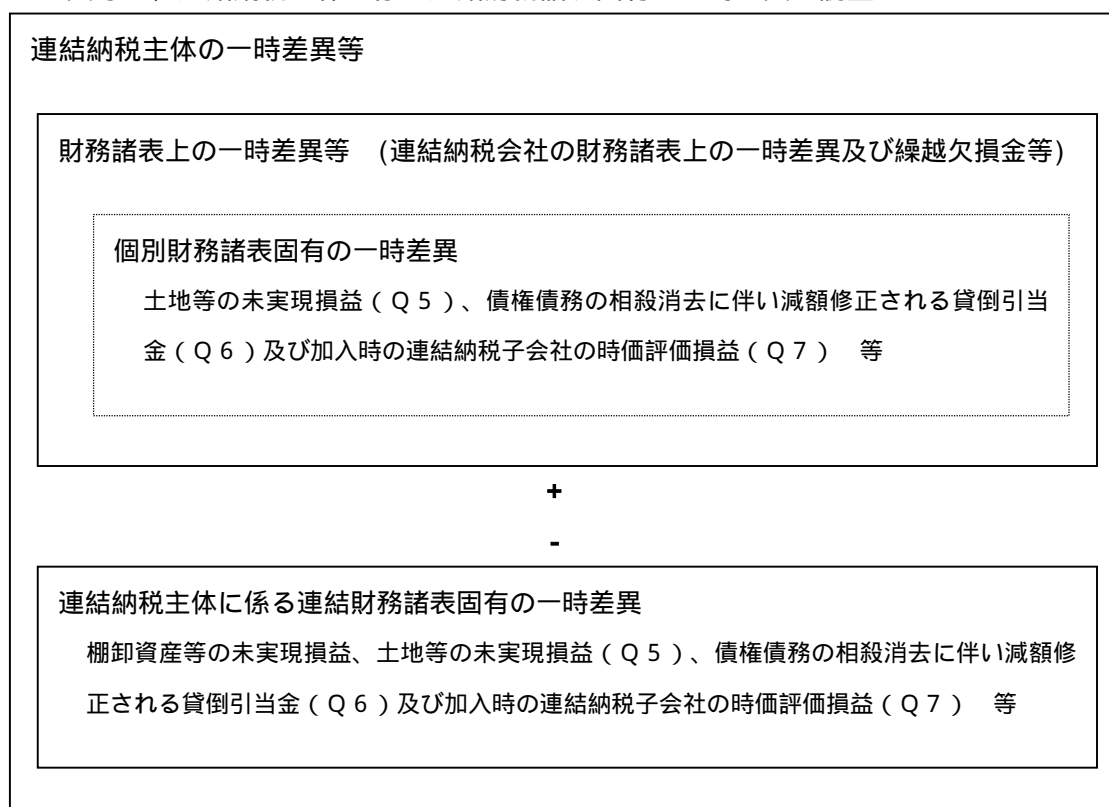 連結納税主体の一時差異等
財務諸表上の一時差異等　(連結納税会社の財務諸表上の一時差異及び繰越欠損金等)
個別財務諸表固有の一時差異
土地等の未実現損益（Q5）、債権債務の相殺消去に伴い減額修正される貸倒引当
金（Q6）及び加入時の連結納税子会社の時価評価損益（Q7）　等
+
-
連結納税主体に係る連結財務諸表固有の一時差異
棚卸資産等の未実現損益、土地等の未実現損益（Q5）、債権債務の相殺消去に伴い減額修
正される貸倒引当金（Q6）及び加入時の連結納税子会社の時価評価損益（Q7）　等